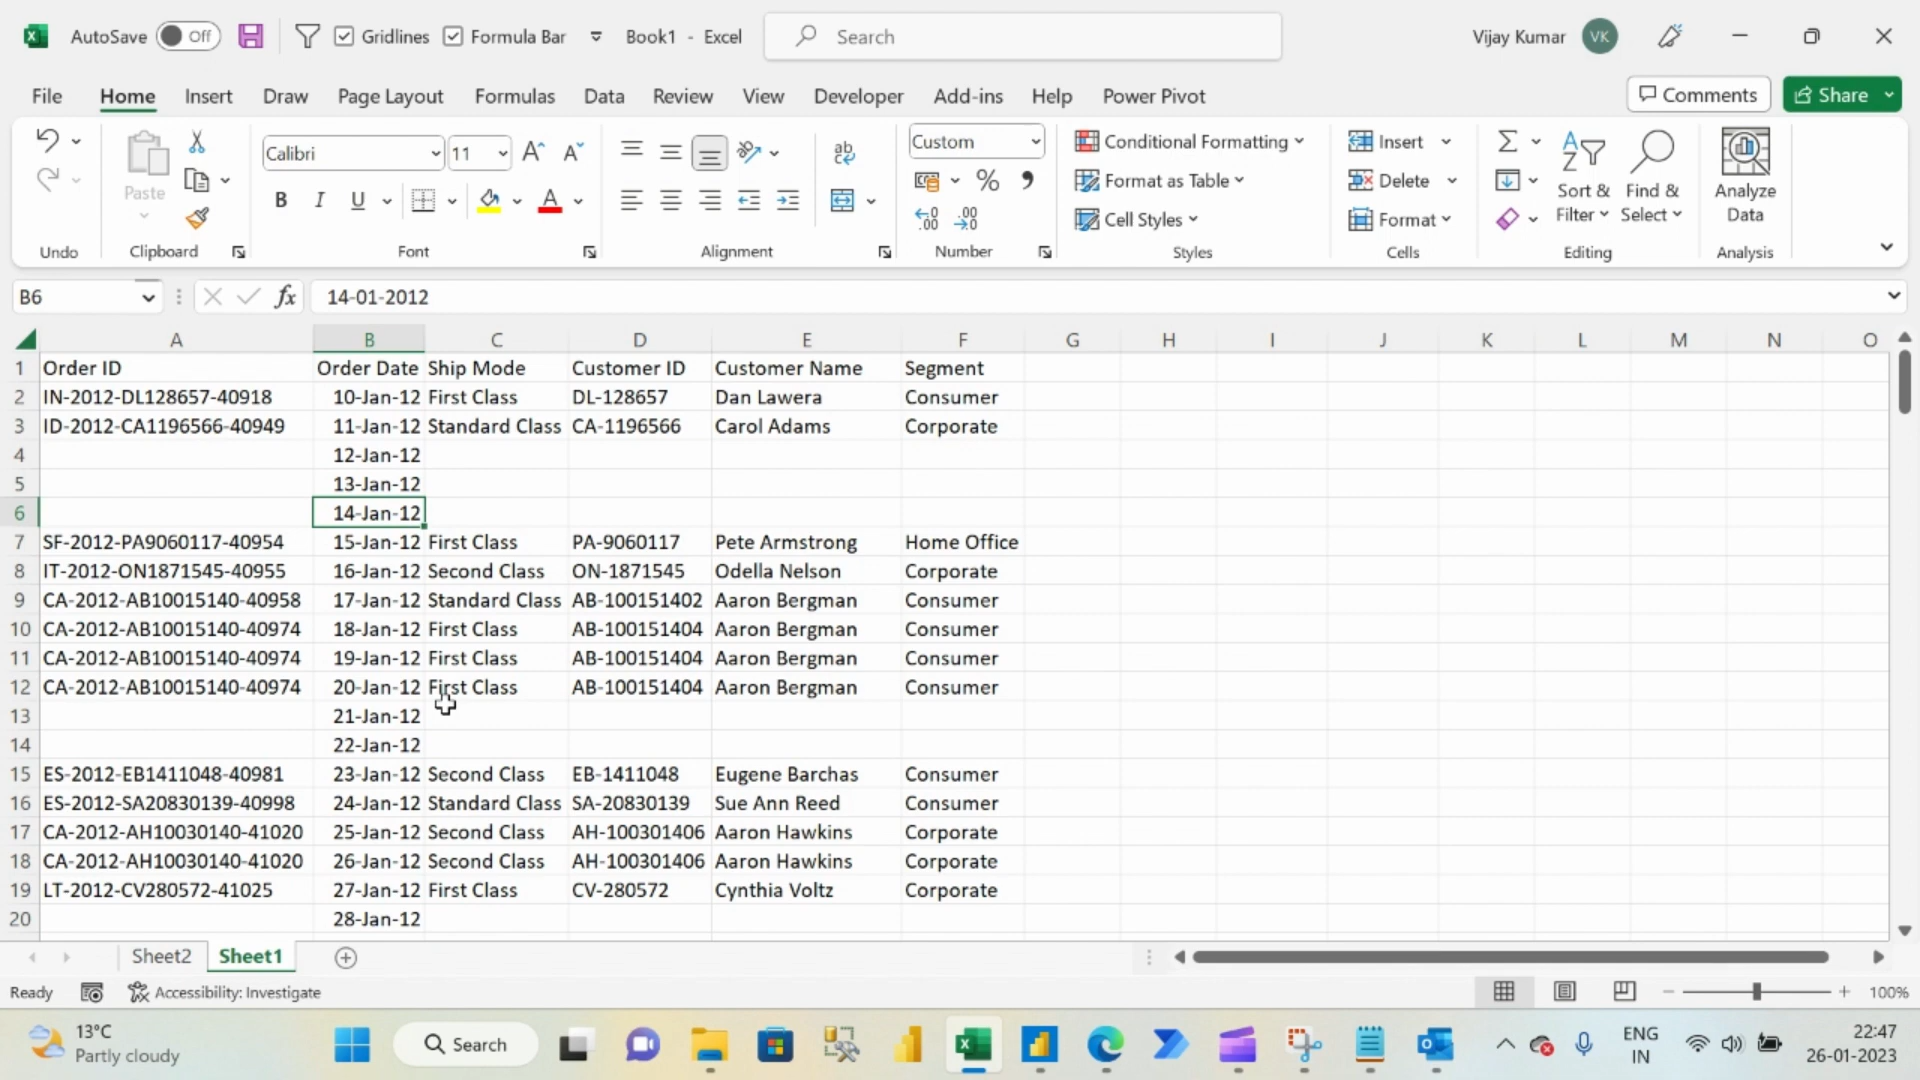 AutoSave Off Gridlines Formula Bar Book1 - Excel Search Vijay Kumar VK
File Home Insert Draw Page Layout Formulas Data Review View Developer Add-ins Help Power Pivot Comments Share
Calibri 11 A^ A˅ ab Custom Conditional Formatting Insert
Paste % , Format as Table Delete Sort & Filter Find & Select Analyze Data
B I U A Cell Styles Format
Undo Clipboard Font Alignment Number Styles Cells Editing Analysis
B6 fx 14-01-2012
A B C D E F G H I J K L M N O
1 Order ID Order Date Ship Mode Customer ID Customer Name Segment
2 IN-2012-DL128657-40918 10-Jan-12 First Class DL-128657 Dan Lawera Consumer
3 ID-2012-CA1196566-40949 11-Jan-12 Standard Class CA-1196566 Carol Adams Corporate
4 12-Jan-12
5 13-Jan-12
6 14-Jan-12
7 SF-2012-PA9060117-40954 15-Jan-12 First Class PA-9060117 Pete Armstrong Home Office
8 IT-2012-ON1871545-40955 16-Jan-12 Second Class ON-1871545 Odella Nelson Corporate
9 CA-2012-AB10015140-40958 17-Jan-12 Standard Class AB-100151402 Aaron Bergman Consumer
10 CA-2012-AB10015140-40974 18-Jan-12 First Class AB-100151404 Aaron Bergman Consumer
11 CA-2012-AB10015140-40974 19-Jan-12 First Class AB-100151404 Aaron Bergman Consumer
12 CA-2012-AB10015140-40974 20-Jan-12 First Class AB-100151404 Aaron Bergman Consumer
13 21-Jan-12
14 22-Jan-12
15 ES-2012-EB1411048-40981 23-Jan-12 Second Class EB-1411048 Eugene Barchas Consumer
16 ES-2012-SA20830139-40998 24-Jan-12 Standard Class SA-20830139 Sue Ann Reed Consumer
17 CA-2012-AH10030140-41020 25-Jan-12 Second Class AH-100301406 Aaron Hawkins Corporate
18 CA-2012-AH10030140-41020 26-Jan-12 Second Class AH-100301406 Aaron Hawkins Corporate
19 LT-2012-CV280572-41025 27-Jan-12 First Class CV-280572 Cynthia Voltz Corporate
20 28-Jan-12
Sheet2 Sheet1
Ready Accessibility: Investigate 100%
13°C Partly cloudy Search ENG IN 22:47 26-01-2023